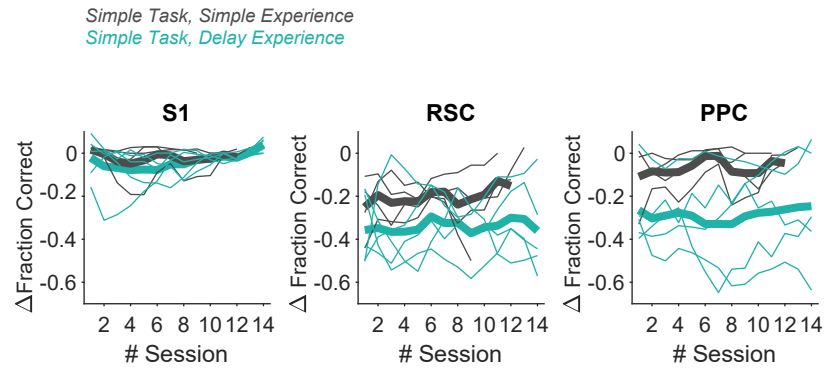 Simple Task, Simple Experience
Simple Task, Delay Experience
S1
RSC
PPC
Δ Fraction Correct
0
-0.2
-0.4
-0.6
2 4 6 8 10 12 14
# Session
Δ Fraction Correct
0
-0.2
-0.4
-0.6
2 4 6 8 10 12 14
# Session
Δ Fraction Correct
0
-0.2
-0.4
-0.6
2 4 6 8 10 12 14
# Session